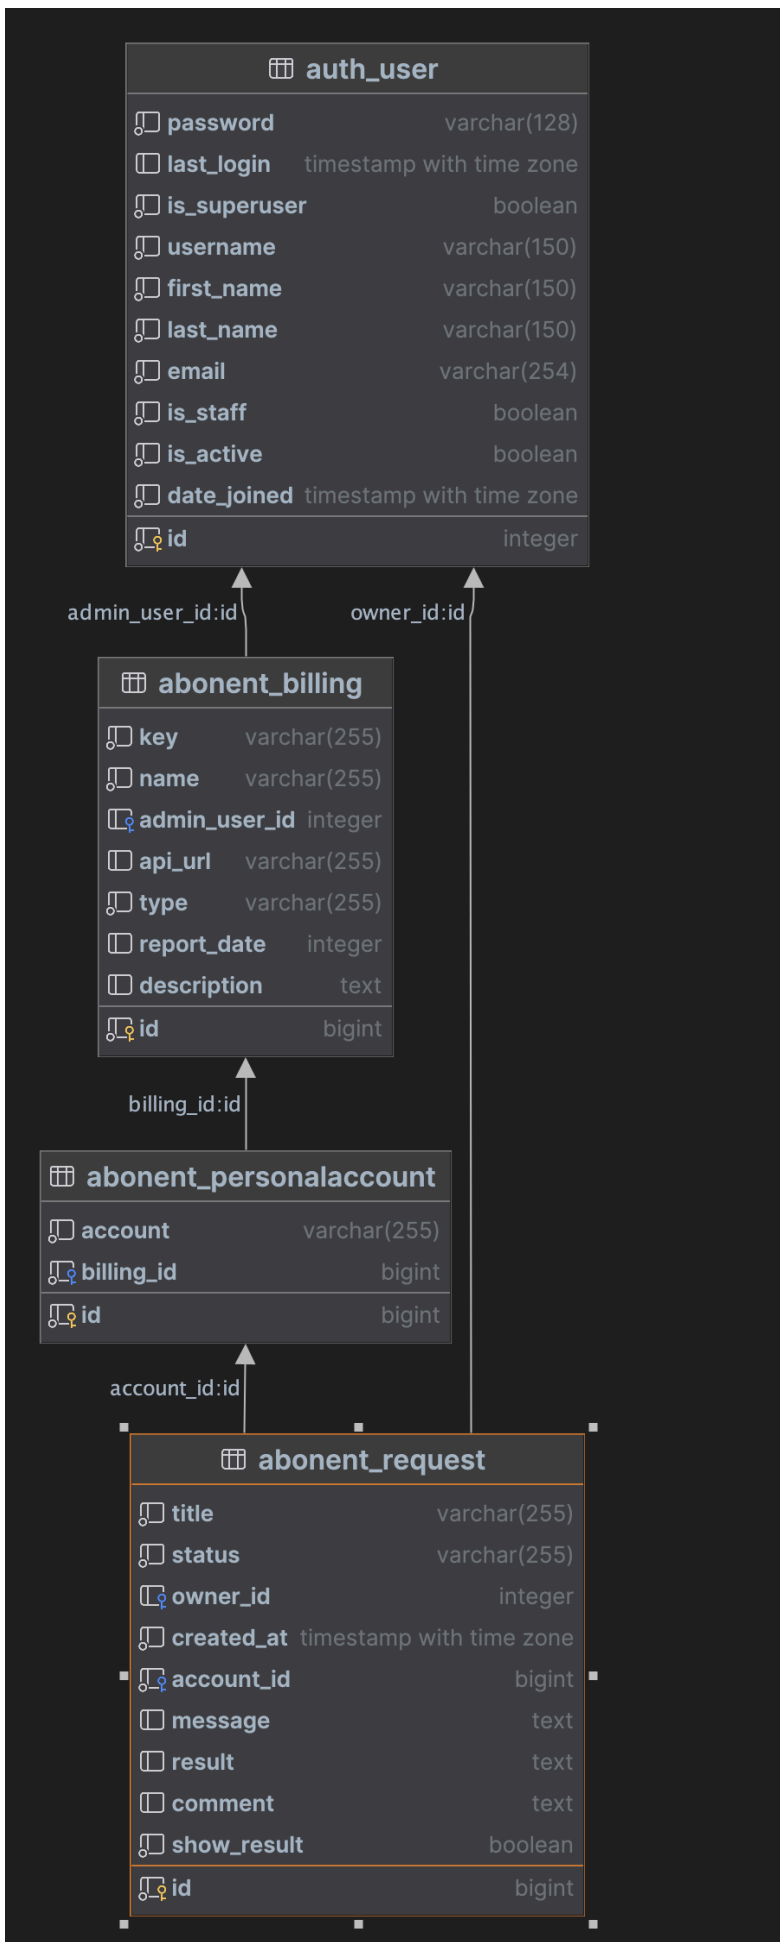 auth_user
password varchar(128)
last_login timestamp with time zone
is_superuser boolean
username varchar(150)
first_name varchar(150)
last_name varchar(150)
email varchar(254)
is_staff boolean
is_active boolean
date_joined timestamp with time zone
id integer
admin_user_id:id owner_id:id
abonent_billing
key varchar(255)
name varchar(255)
admin_user_id integer
api_url varchar(255)
type varchar(255)
report_date integer
description text
id bigint
billing_id:id
abonent_personalaccount
account varchar(255)
billing_id bigint
id bigint
account_id:id
abonent_request
title varchar(255)
status varchar(255)
owner_id integer
created_at timestamp with time zone
account_id bigint
message text
result text
comment text
show_result boolean
id bigint